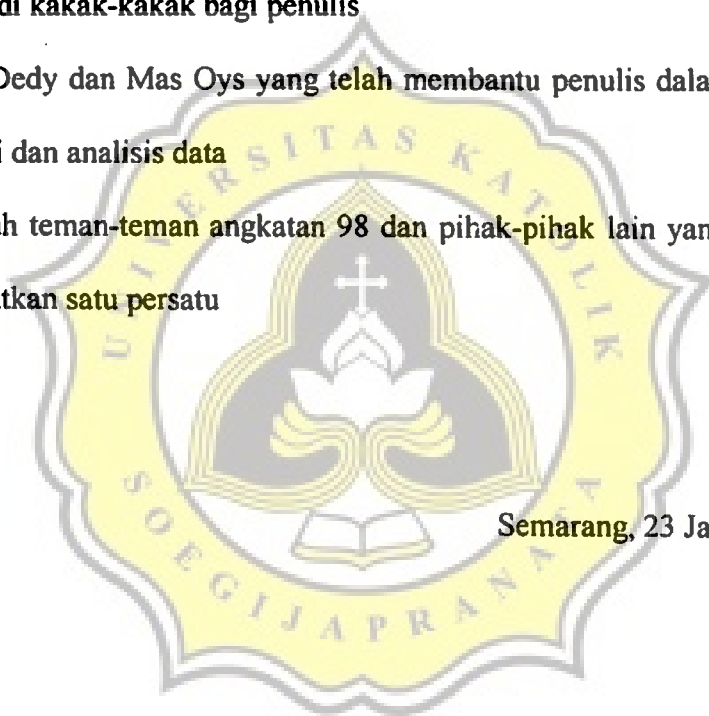 di kakak-kakak bagi penulis
Dedy dan Mas Oys yang telah membantu penulis dala
i dan analisis data
h teman-teman angkatan 98 dan pihak-pihak lain yan
tkan satu persatu
Semarang, 23 Ja
UNIVERSITAS KATOLIK
SOEGIJAPRANATA